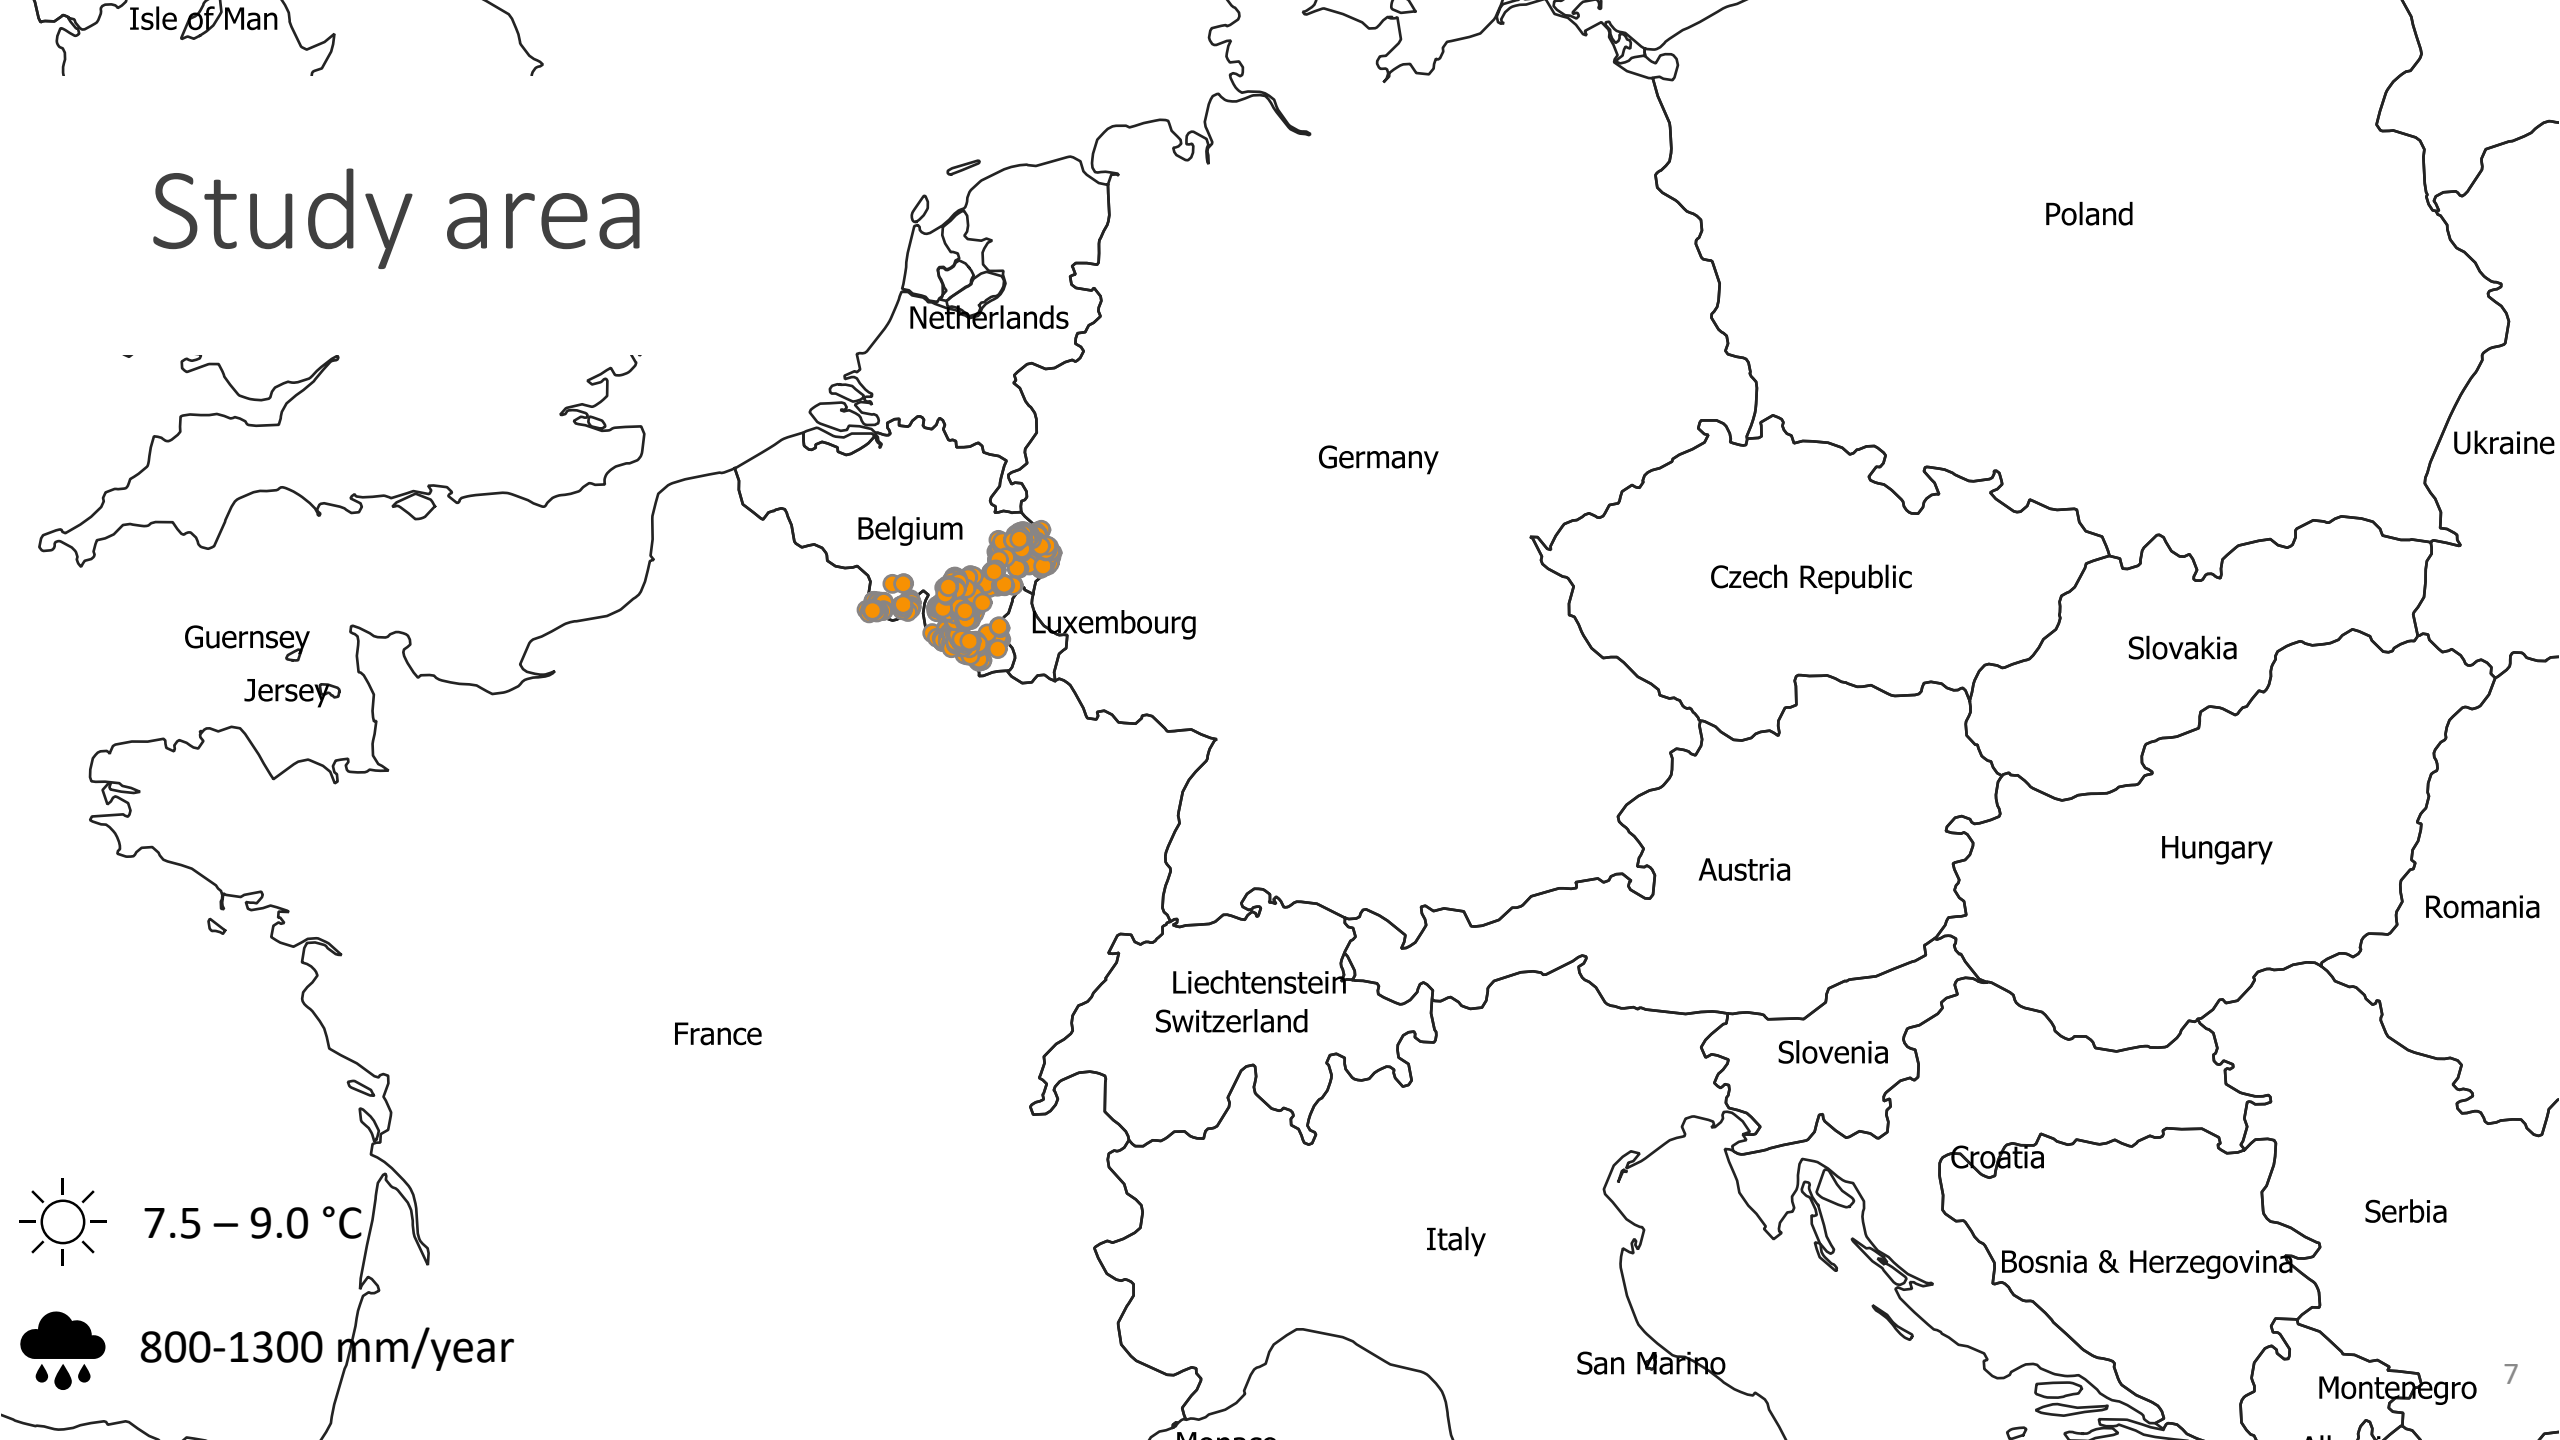 Isle of Man
Study area
Poland
Netherlands
Ukraine
Germany
Belgium
Czech Republic
Luxembourg
Guernsey
Slovakia
Jersey
Hungary
Austria
Romania
Liechtenstein
Switzerland
France
Slovenia
Croatia
7.5 – 9.0 °C
Serbia
Italy
Bosnia & Herzegovina
800-1300 mm/year
San Marino
7
Montenegro